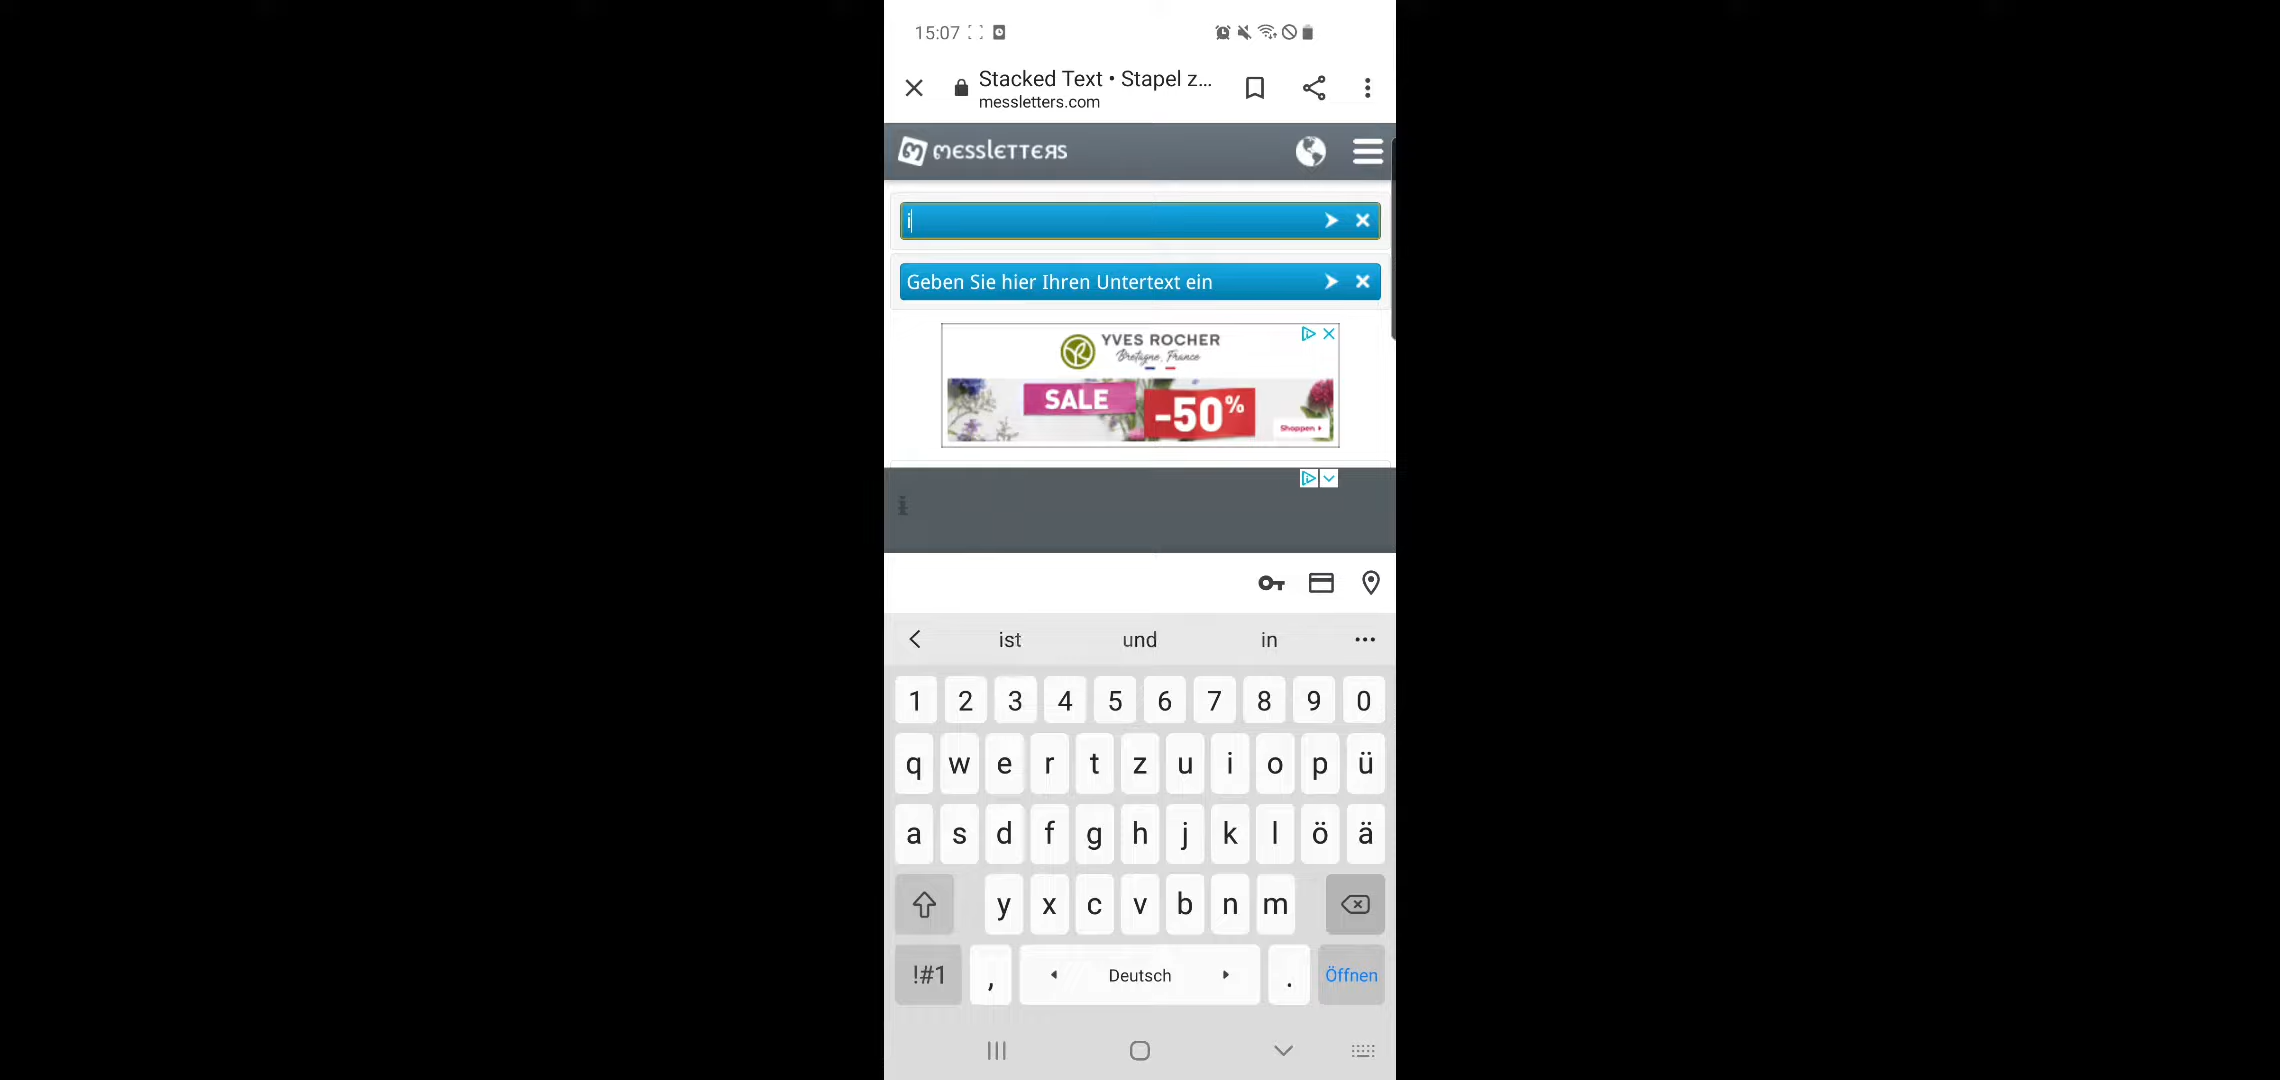 15:07
Stacked Text • Stapel z...
messletters.com
messletters
i
Geben Sie hier Ihren Untertext ein
YVES ROCHER
Bretagne, France
SALE
-50%
Shoppen
ist und in
1 2 3 4 5 6 7 8 9 0
q w e r t z u i o p ü
a s d f g h j k l ö ä
y x c v b n m
!#1 , Deutsch . Öffnen